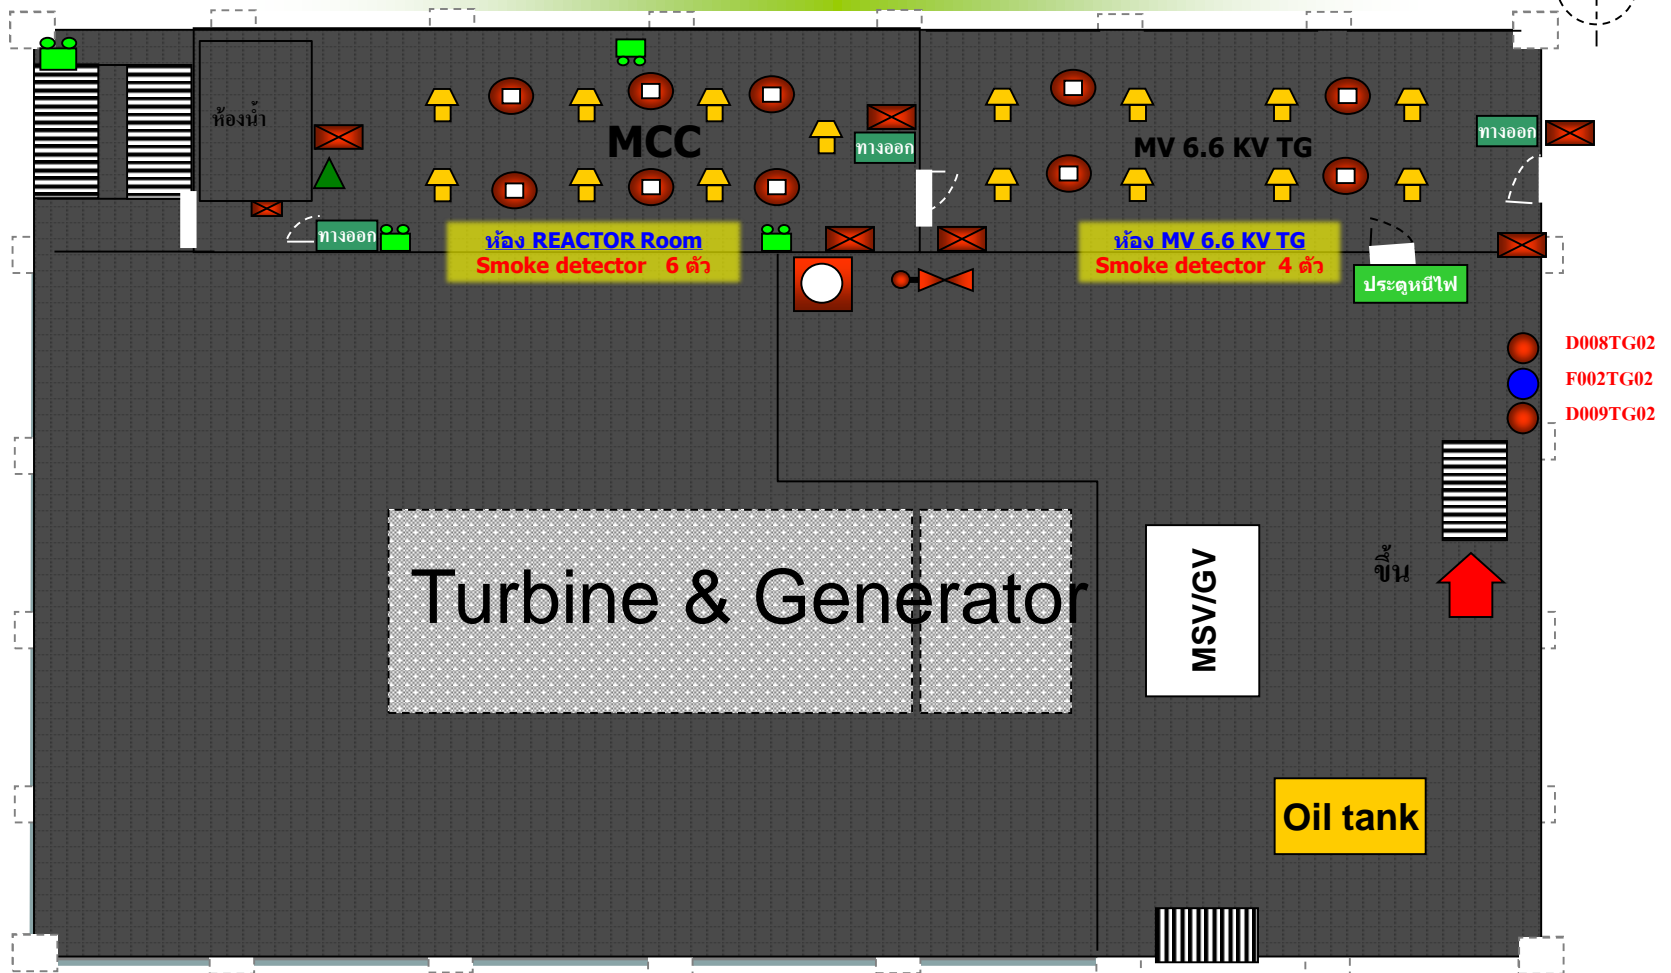 ห้องน้ำ
MCC
ทางออก
MV 6.6 KV TG
ทางออก
ทางออก
ห้อง REACTOR Room
Smoke detector 6 ตัว
ห้อง MV 6.6 KV TG
Smoke detector 4 ตัว
ประตูหนีไฟ
D008TG02
F002TG02
D009TG02
Turbine & Generator
MSV/GV
ขึ้น
Oil tank